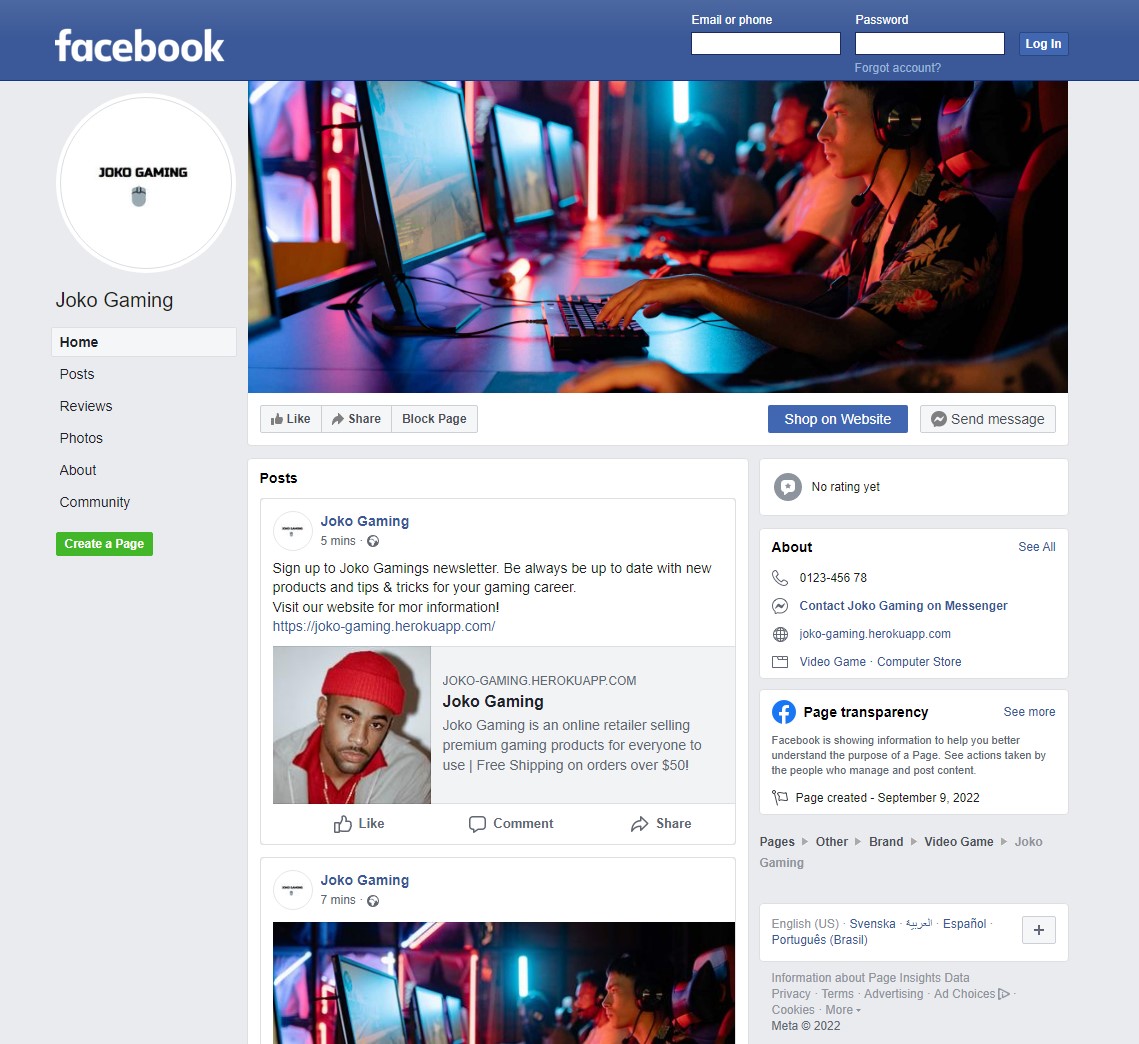 facebook
Email or phone
Password
Log In
Forgot account?
JOKO GAMING
Joko Gaming
Home
Posts
Reviews
Photos
About
Community
Create a Page
Like
Share
Block Page
Shop on Website
Send message
Posts
Joko Gaming
5 mins ·
Sign up to Joko Gamings newsletter. Be always be up to date with new
products and tips & tricks for your gaming career.
Visit our website for mor information!
https://joko-gaming.herokuapp.com/
JOKO-GAMING.HEROKUAPP.COM
Joko Gaming
Joko Gaming is an online retailer selling
premium gaming products for everyone to
use | Free Shipping on orders over $50!
Like
Comment
Share
Joko Gaming
7 mins ·
No rating yet
About
See All
0123-456 78
Contact Joko Gaming on Messenger
joko-gaming.herokuapp.com
Video Game · Computer Store
Page transparency
See more
Facebook is showing information to help you better
understand the purpose of a Page. See actions taken by
the people who manage and post content.
Page created - September 9, 2022
Pages Other Brand Video Game Joko
Gaming
English (US) · Svenska · العربية · Español ·
Português (Brasil)
+
Information about Page Insights Data
Privacy · Terms · Advertising · Ad Choices ·
Cookies · More
Meta © 2022